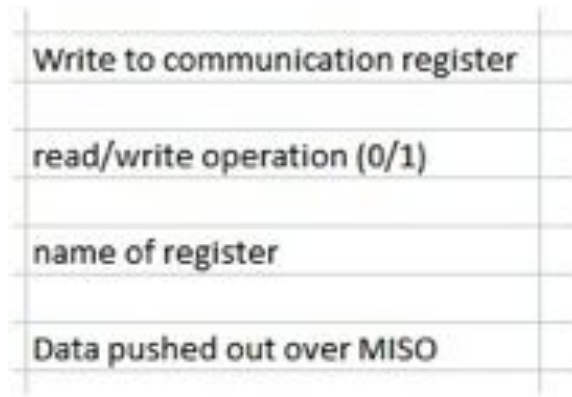 Write to communication register
read/write operation (0/1)
name of register
Data pushed out over MISO